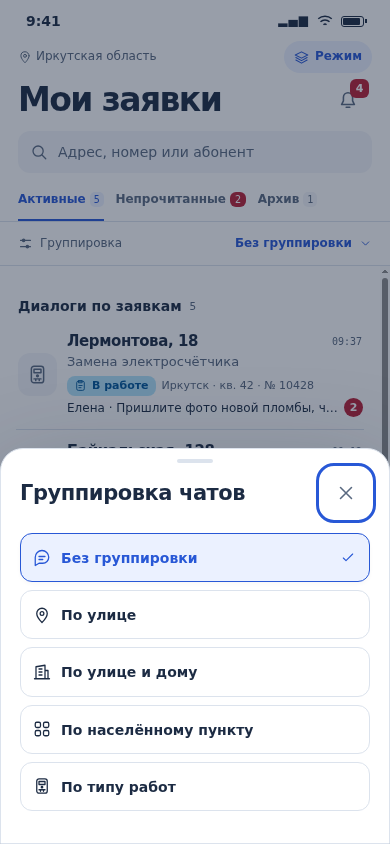 9:41
Иркутская область
Режим
Мои заявки
4
Адрес, номер или абонент
Активные 5 Непрочитанные 2 Архив 1
Группировка
Без группировки
Диалоги по заявкам 5
Лермонтова, 18
09:37
Замена электросчётчика
В работе Иркутск · кв. 42 · № 10428
Елена · Пришлите фото новой пломбы, ч… 2
Группировка чатов
Без группировки
По улице
По улице и дому
По населённому пункту
По типу работ